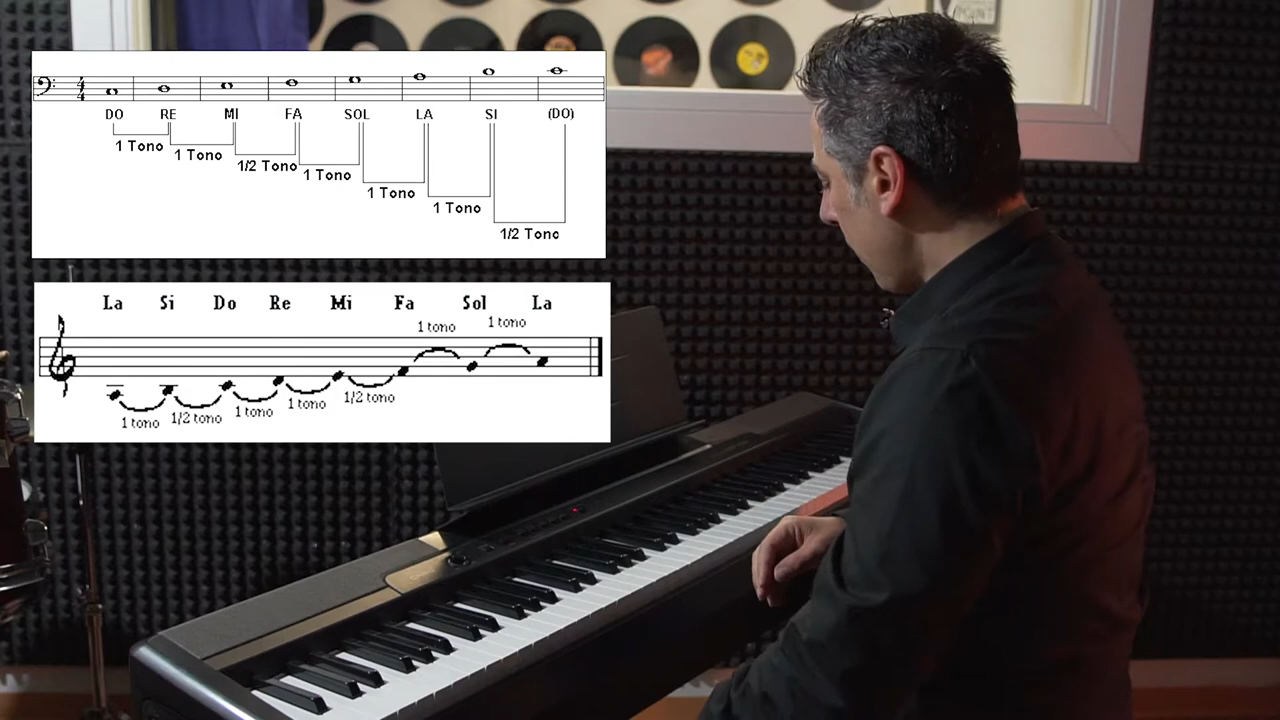 4
4
DO RE MI FA SOL LA SI (DO)
1 Tono
1 Tono
1/2 Tono
1 Tono
1 Tono
1 Tono
1/2 Tono
La Si Do Re Mi Fa Sol La
1 tono 1 tono
1 tono 1/2 tono 1 tono 1 tono 1/2 tono